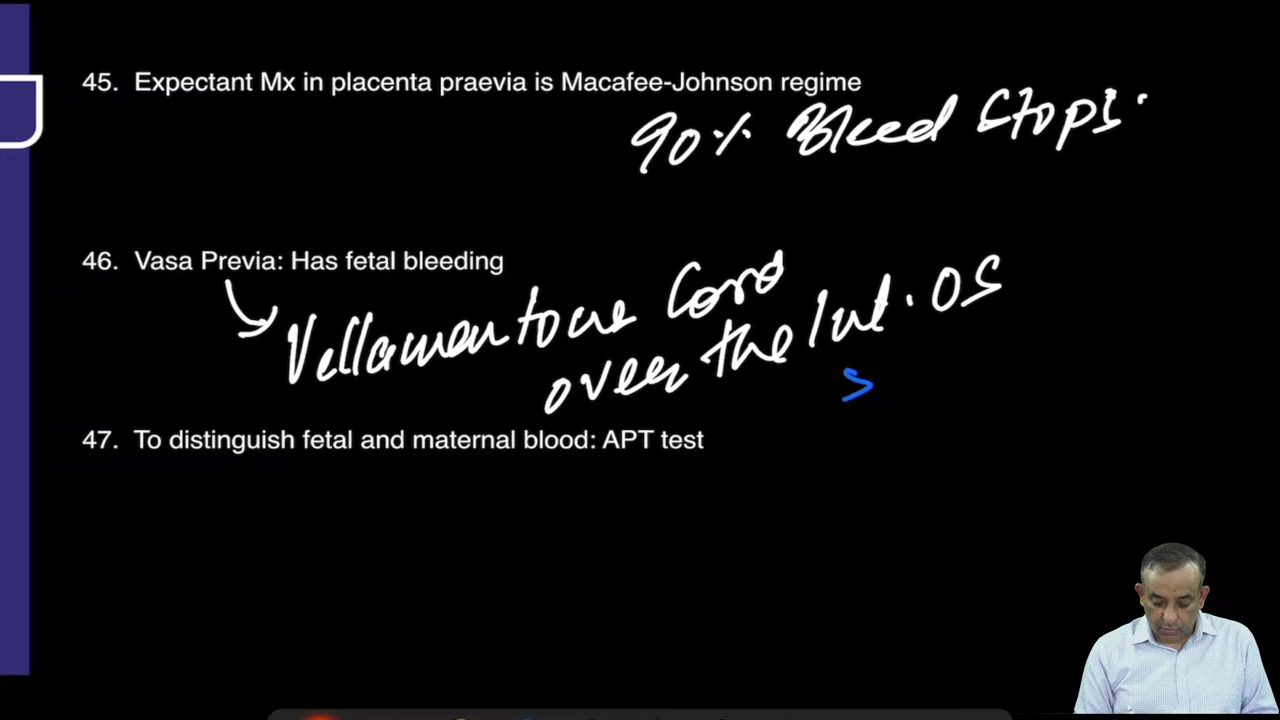 45. Expectant Mx in placenta praevia is Macafee-Johnson regime
90% Bleed Stops.
46. Vasa Previa: Has fetal bleeding
Vellamentous Cord
over the Int. OS
47. To distinguish fetal and maternal blood: APT test